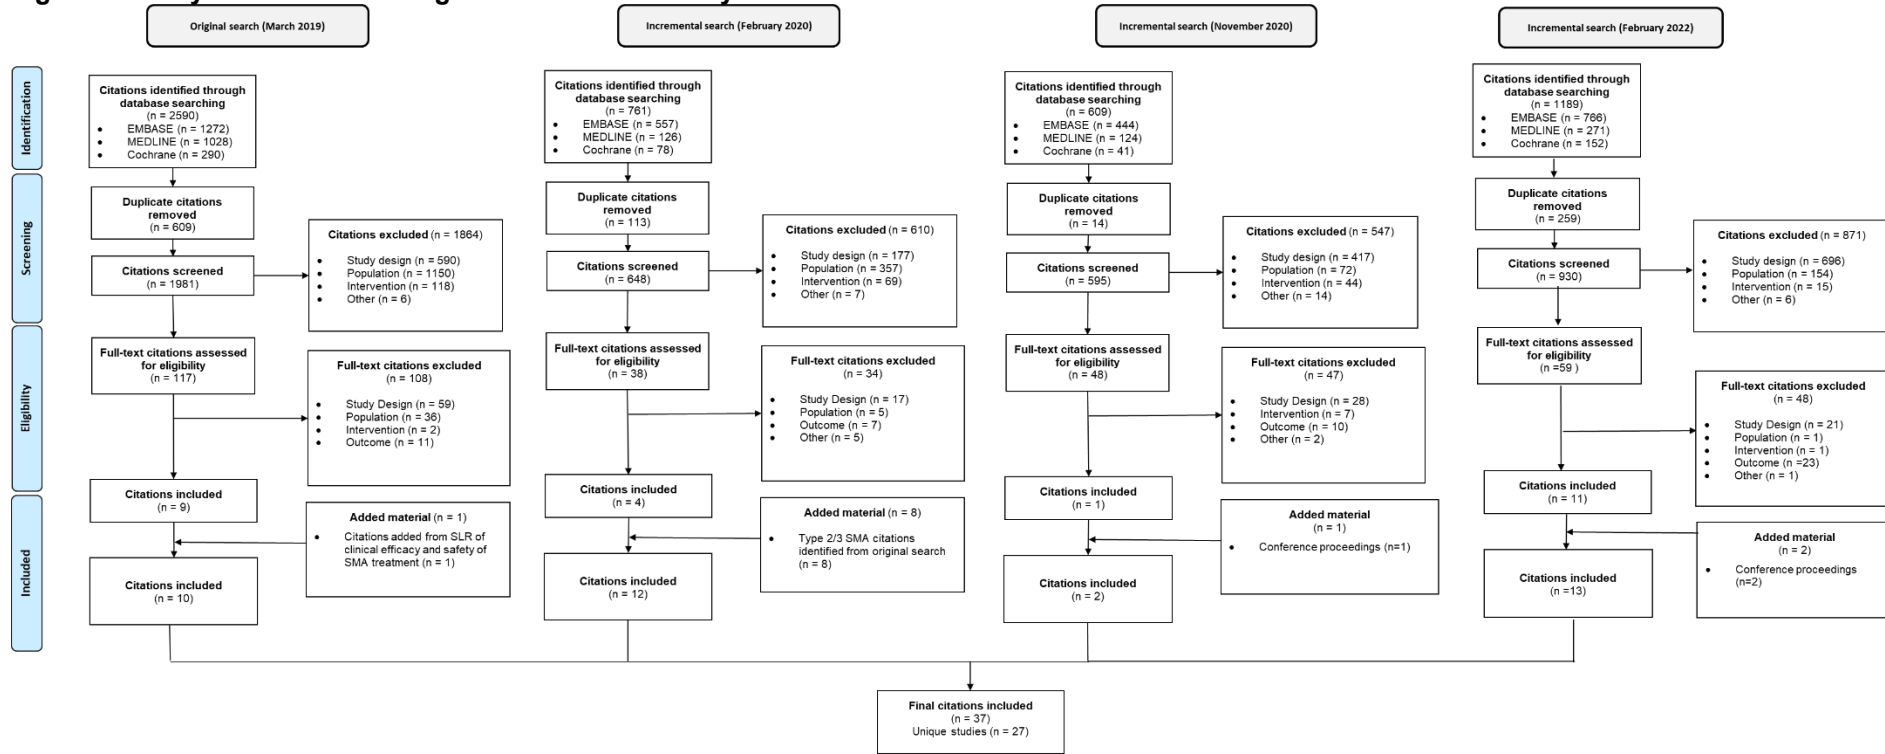 Original search (March 2019)
Incremental search (February 2020)
Incremental search (November 2020)
Incremental search (February 2022)
Identification
Screening
Eligibility
Included
Citations identified through
database searching
(n = 2590)
• EMBASE (n = 1272)
• MEDLINE (n = 1028)
• Cochrane (n = 290)
Duplicate citations
removed
(n = 609)
Citations screened
(n = 1981)
Citations excluded (n = 1864)
• Study design (n = 590)
• Population (n = 1150)
• Intervention (n = 118)
• Other (n = 6)
Full-text citations assessed
for eligibility
(n = 117)
Full-text citations excluded
(n = 108)
• Study Design (n = 59)
• Population (n = 36)
• Intervention (n = 2)
• Outcome (n = 11)
Citations included
(n = 9)
Added material (n = 1)
• Citations added from SLR of
clinical efficacy and safety of
SMA treatment (n = 1)
Citations included
(n = 10)
Citations identified through
database searching
(n = 761)
• EMBASE (n = 557)
• MEDLINE (n = 126)
• Cochrane (n = 78)
Duplicate citations
removed
(n = 113)
Citations screened
(n = 648)
Citations excluded (n = 610)
• Study design (n = 177)
• Population (n = 357)
• Intervention (n = 69)
• Other (n = 7)
Full-text citations assessed
for eligibility
(n = 38)
Full-text citations excluded
(n = 34)
• Study Design (n = 17)
• Population (n = 5)
• Outcome (n = 7)
• Other (n = 5)
Citations included
(n = 4)
Added material (n = 8)
• Type 2/3 SMA citations
identified from original search
(n = 8)
Citations included
(n = 12)
Citations identified through
database searching
(n = 609)
• EMBASE (n = 444)
• MEDLINE (n = 124)
• Cochrane (n = 41)
Duplicate citations
removed
(n = 14)
Citations screened
(n = 595)
Citations excluded (n = 547)
• Study design (n = 417)
• Population (n = 72)
• Intervention (n = 44)
• Other (n = 14)
Full-text citations assessed
for eligibility
(n = 48)
Full-text citations excluded
(n = 47)
• Study Design (n = 28)
• Intervention (n = 7)
• Outcome (n = 10)
• Other (n = 2)
Citations included
(n = 1)
Added material
(n = 1)
• Conference proceedings (n=1)
Citations included
(n = 2)
Citations identified through
database searching
(n = 1189)
• EMBASE (n = 766)
• MEDLINE (n = 271)
• Cochrane (n = 152)
Duplicate citations
removed
(n = 259)
Citations screened
(n = 930)
Citations excluded (n = 871)
• Study design (n = 696)
• Population (n = 154)
• Intervention (n = 15)
• Other (n = 6)
Full-text citations assessed
for eligibility
(n =59 )
Full-text citations excluded
(n = 48)
• Study Design (n = 21)
• Population (n = 1)
• Intervention (n = 1)
• Outcome (n =23)
• Other (n = 1)
Citations included
(n = 11)
Added material
(n = 2)
• Conference proceedings
(n=2)
Citations included
(n =13)
Final citations included
(n = 37)
Unique studies (n = 27)